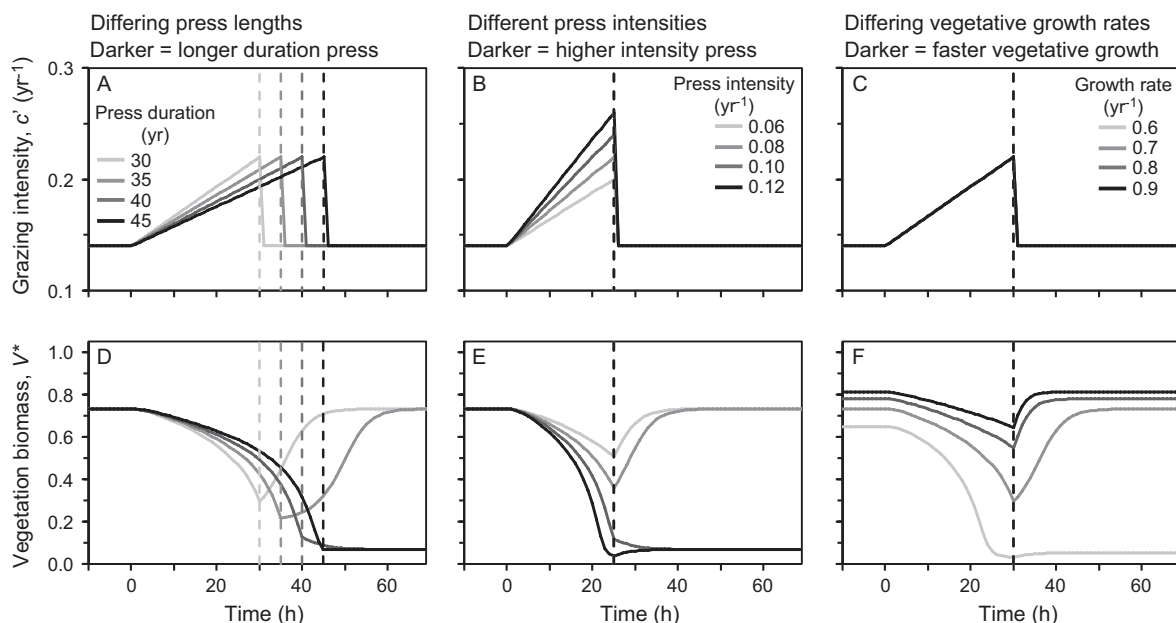 Differing press lengths
Darker = longer duration press
Different press intensities
Darker = higher intensity press
Differing vegetative growth rates
Darker = faster vegetative growth
Grazing intensity, c' (yr⁻¹)
0.3
0.2
0.1
A
Press duration
(yr)
30
35
40
45
B
Press intensity
(yr⁻¹)
0.06
0.08
0.10
0.12
C
Growth rate
(yr⁻¹)
0.6
0.7
0.8
0.9
Vegetation biomass, V*
1.0
0.8
0.6
0.4
0.2
0.0
D
E
F
0 20 40 60
0 20 40 60
0 20 40 60
Time (h)
Time (h)
Time (h)